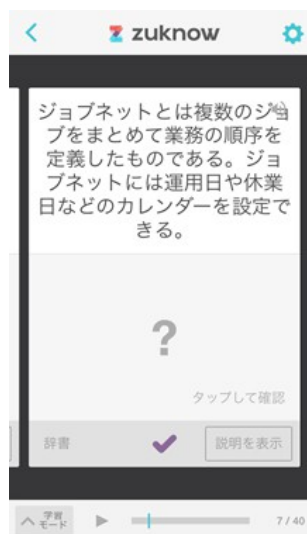 zuknow
ジョブネットとは複数のジョ
ブをまとめて業務の順序を
定義したものである。ジョ
ブネットには運用日や休業
日などのカレンダーを設定で
きる。
?
タップして確認
辞書
説明を表示
学習
モード
7 / 40